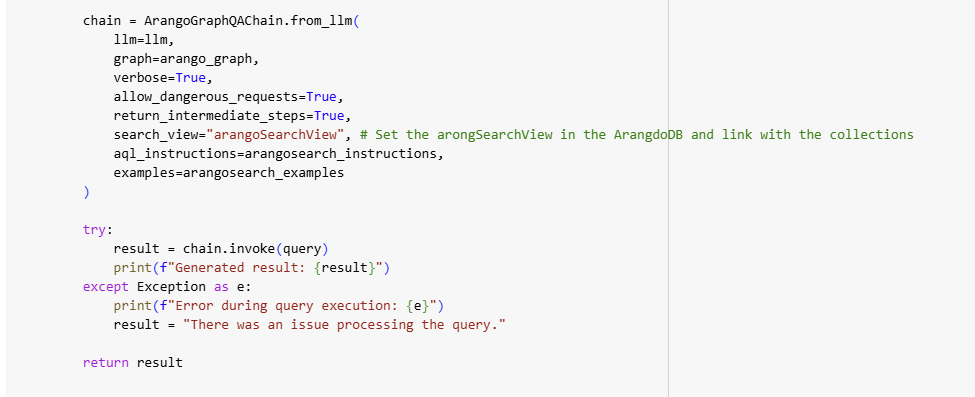 chain = ArangoGraphQAChain.from_llm(
    llm=llm,
    graph=arango_graph,
    verbose=True,
    allow_dangerous_requests=True,
    return_intermediate_steps=True,
    search_view="arangoSearchView", # Set the arongSearchView in the ArangdoDB and link with the collections
    aql_instructions=arangosearch_instructions,
    examples=arangosearch_examples
)

try:
    result = chain.invoke(query)
    print(f"Generated result: {result}")
except Exception as e:
    print(f"Error during query execution: {e}")
    result = "There was an issue processing the query."

return result